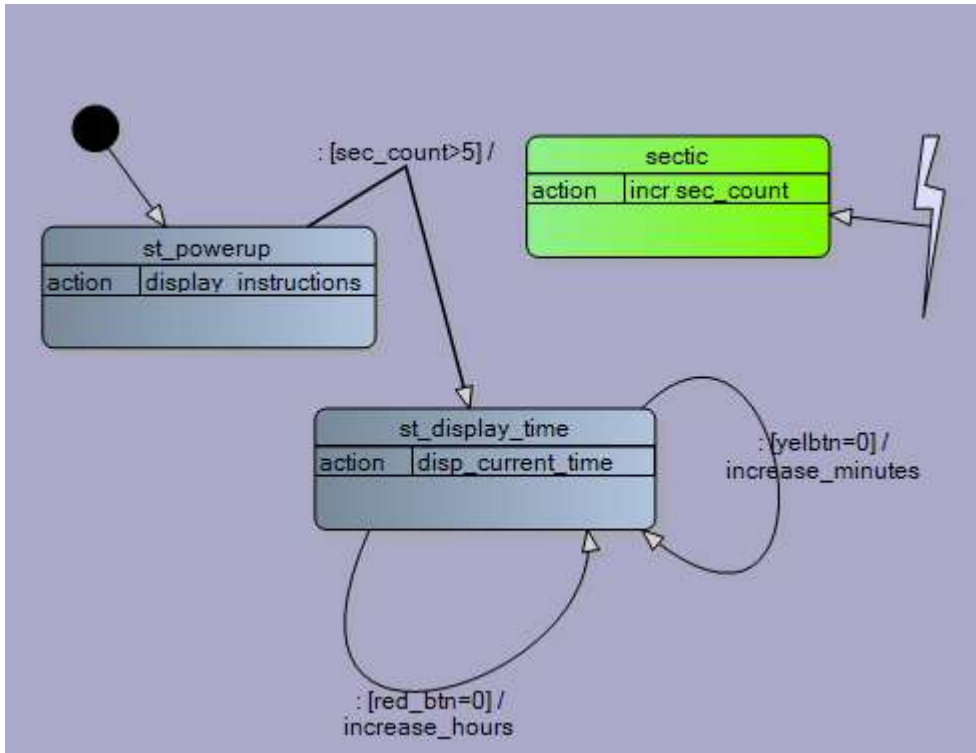 : [sec_count>5] /
sectic
action incr sec_count
st_powerup
action display_instructions
st_display_time
action disp_current_time
: [yelbtn=0] /
increase_minutes
: [red_btn=0] /
increase_hours